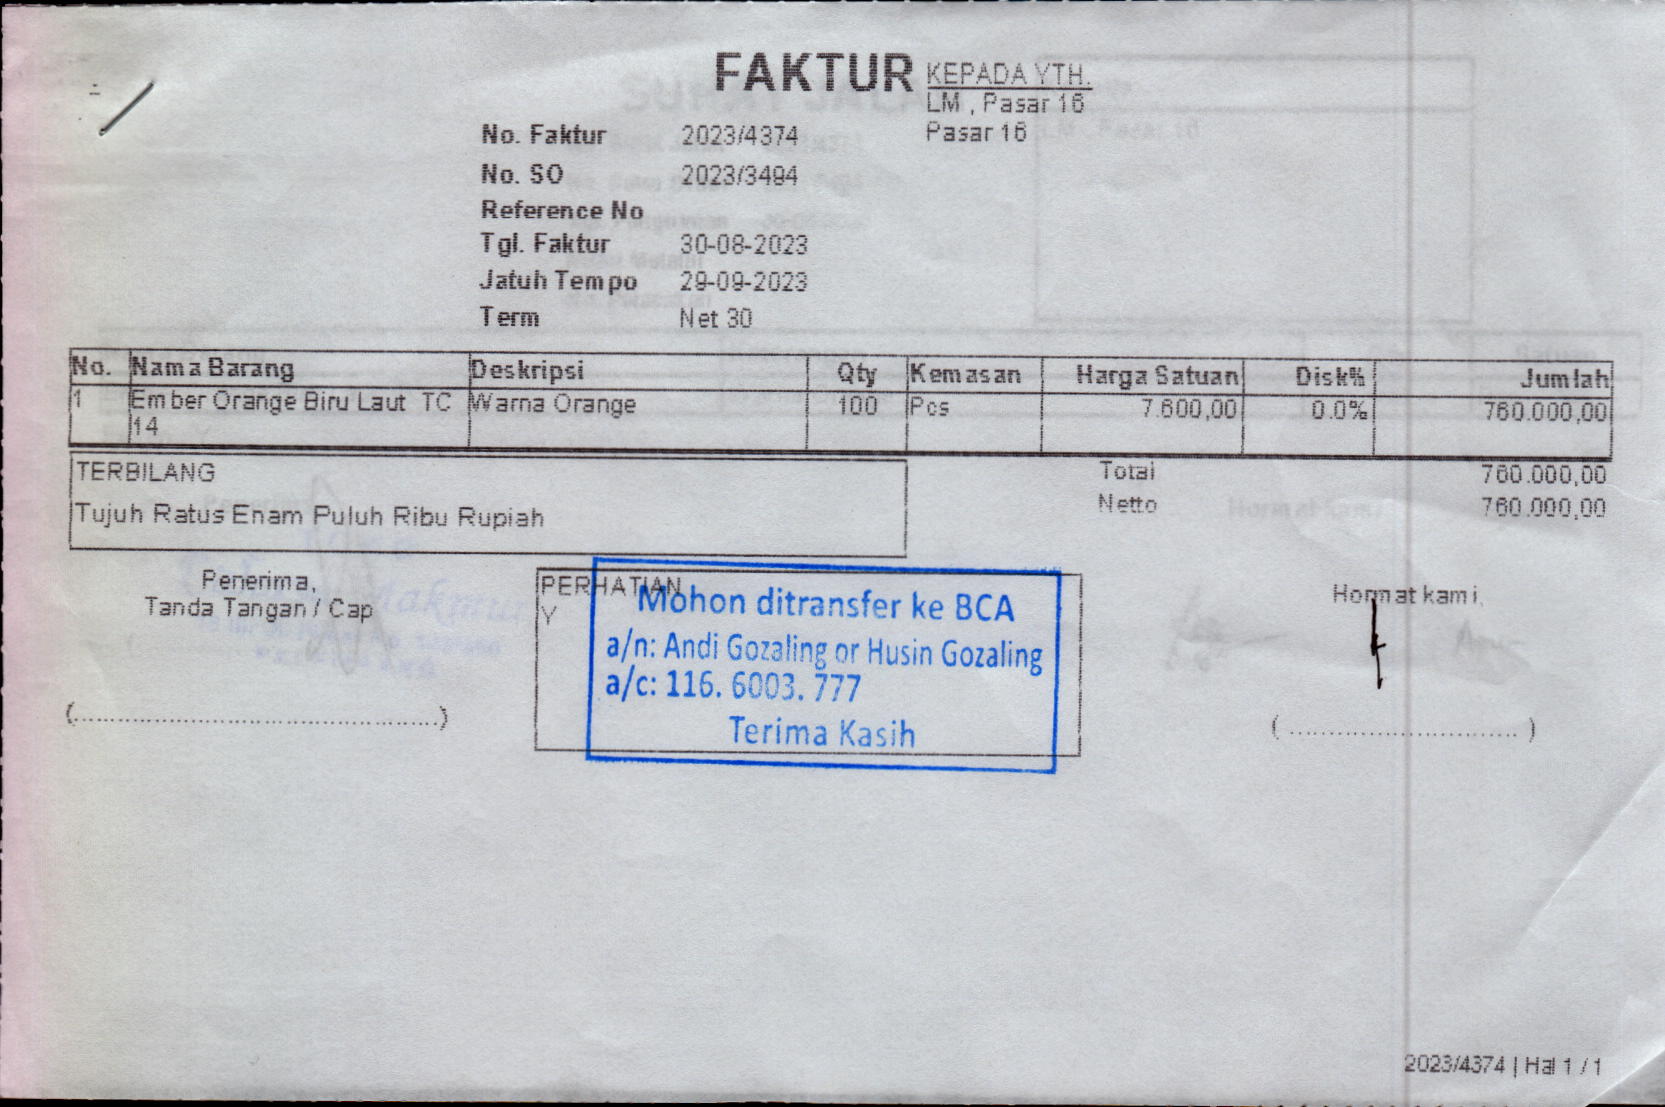 FAKTUR
KEPADA YTH.
LM , Pasar 16
Pasar 16
No. Faktur 2023/4374
No. SO 2023/3494
Reference No
Tgl. Faktur 30-08-2023
Jatuh Tempo 29-09-2023
Term Net 30
No. Nama Barang Deskripsi Qty Kemasan Harga Satuan Disk% Jumlah
1 Ember Orange Biru Laut TC Warna Orange 100 Pcs 7.600,00 0.0% 760.000,00
14
TERBILANG
Tujuh Ratus Enam Puluh Ribu Rupiah
Total 760.000,00
Netto 760.000,00
Penerima,
Tanda Tangan / Cap
PERHATIAN
Y
Mohon ditransfer ke BCA
a/n: Andi Gozaling or Husin Gozaling
a/c: 116. 6003. 777
Terima Kasih
Hormat kami,
(..........................................)
( ............................ )
2023/4374 | Hal 1 / 1